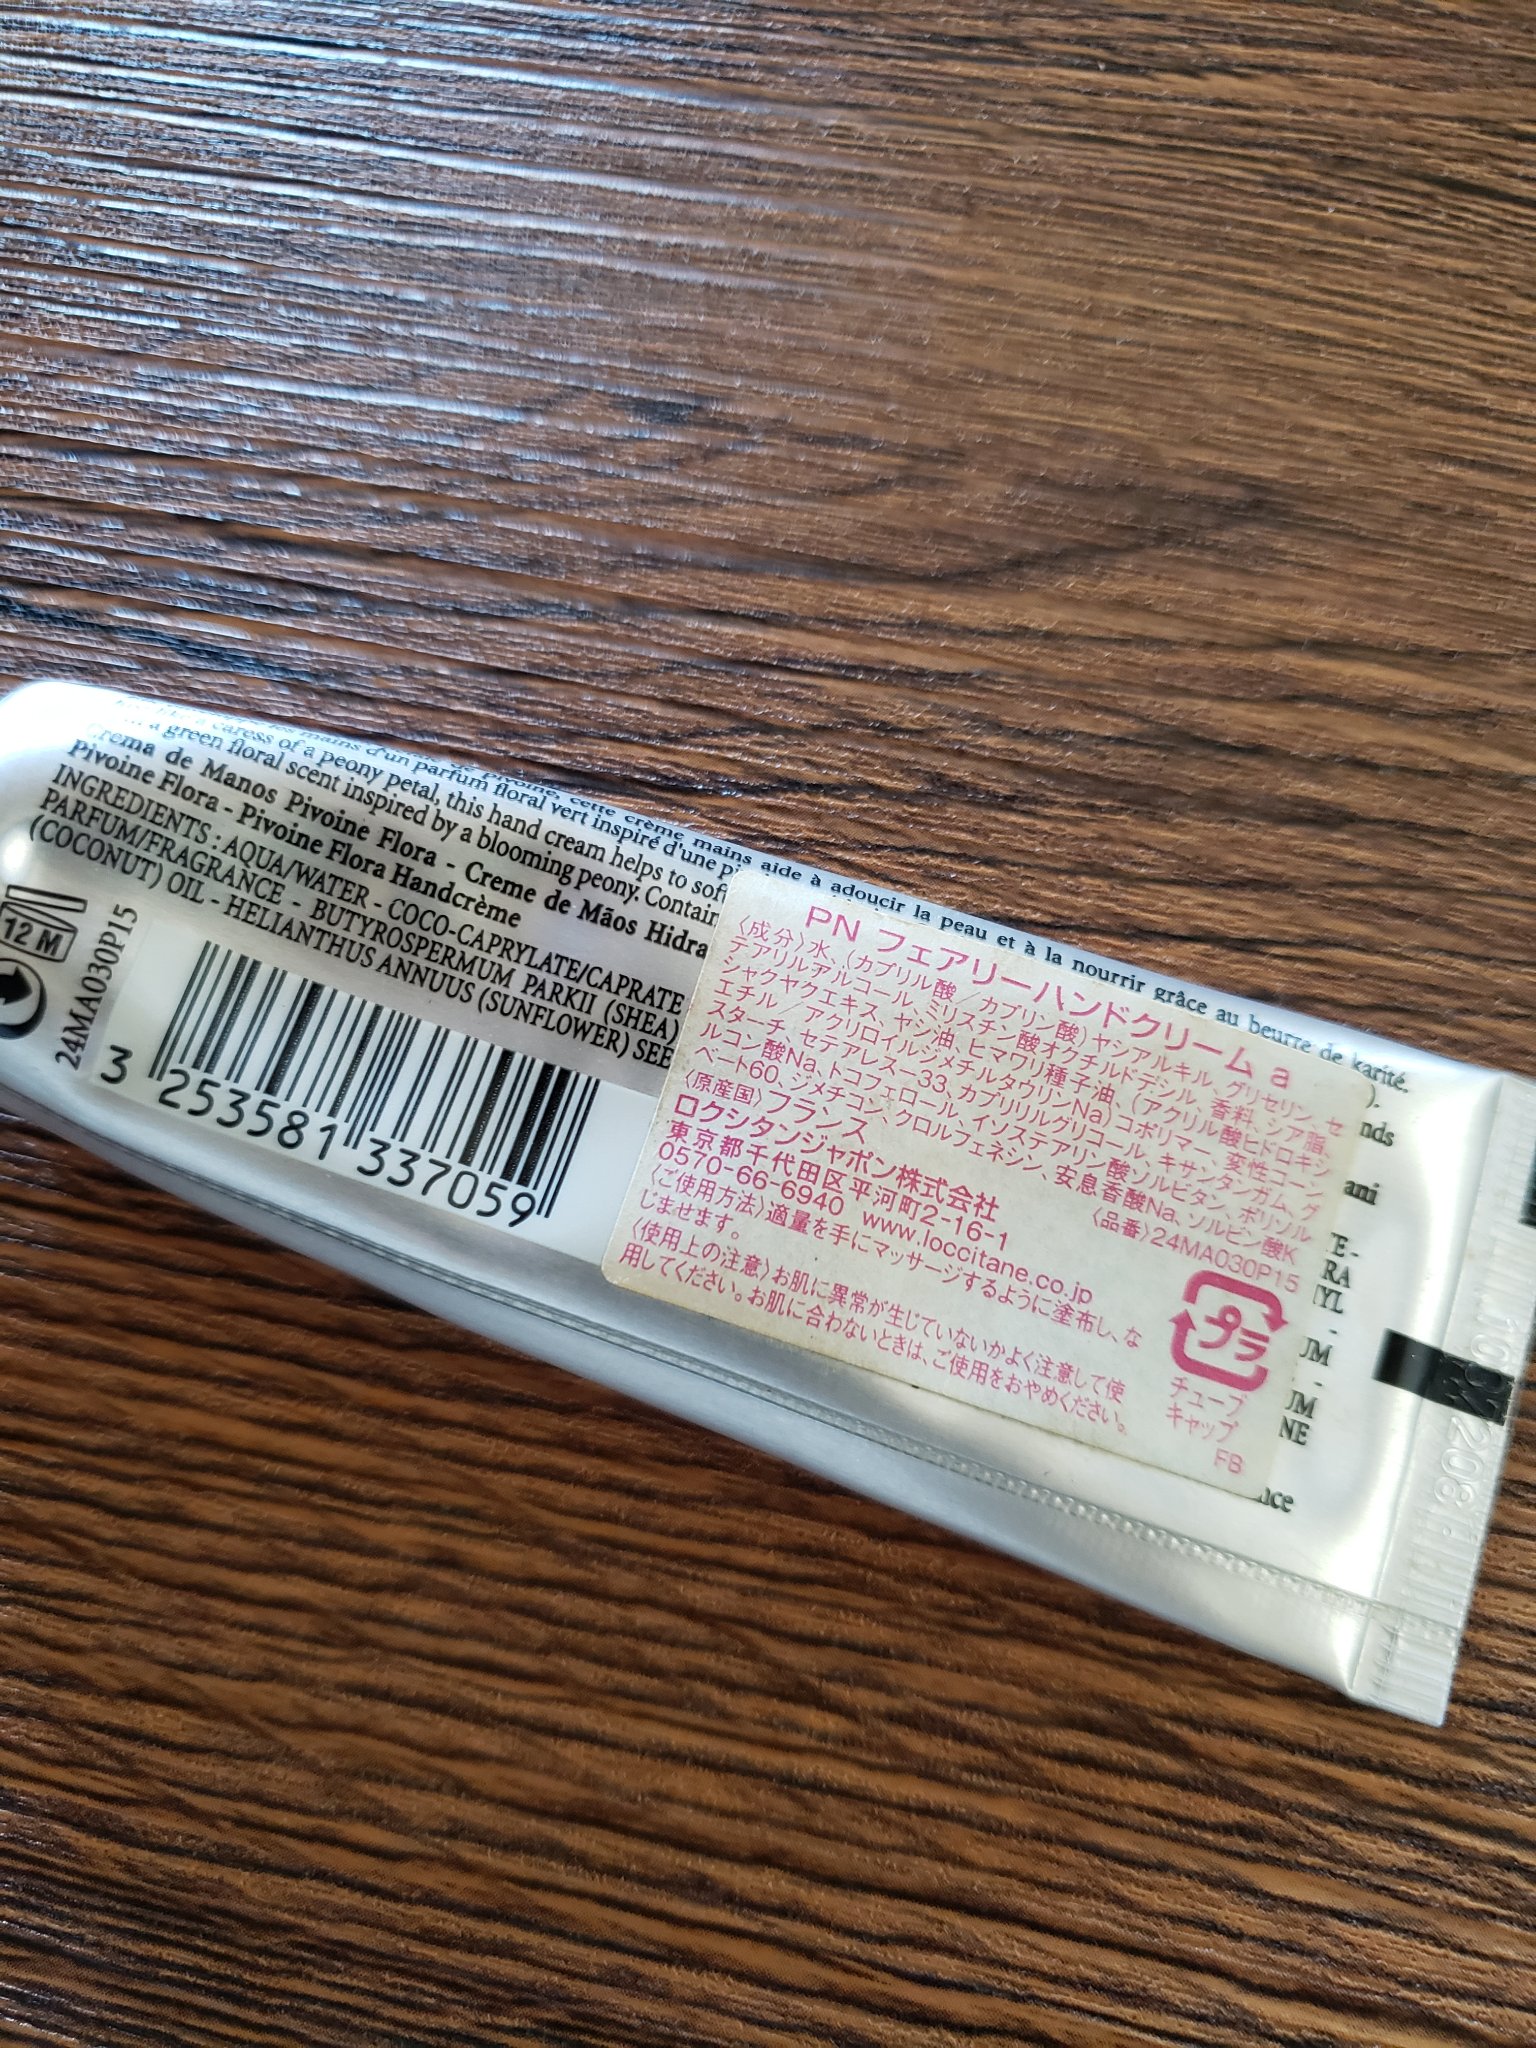 caresse d'un pétale de pivoine, cette crème mains aide à adoucir la peau et à la nourrir grâce au beurre de karité.
les mains d'un parfum floral vert inspiré d'une
a caress of a peony petal, this hand cream helps to
... a green floral scent inspired by a blooming peony.
nds
Crema de Manos Pivoine Flora - Creme de Mãos
Pivoine Flora - Pivoine Flora Handcrème
INGREDIENTS : AQUA/WATER - COCO-CAPRYLATE/CAPRATE
PARFUM/FRAGRANCE - BUTYROSPERMUM PARKII (SHEA)
(COCONUT) OIL - HELIANTHUS ANNUUS (SUNFLOWER)
12 M
24MA030P15
3 253581 337059
PN フェアリーハンドクリーム a
〈成分〉水、(カプリル酸/カプリン酸)ヤシアルキル、グリセリン、セ
テアリルアルコール、ミリスチン酸オクチルドデシル、香料、シア脂、
シャクヤクエキス、ヤシ油、ヒマワリ種子油、(アクリル酸ヒドロキシ
エチル/アクリロイルジメチルタウリンNa)コポリマー、変性コーン
スターチ、セテアレス-33、カプリリルグリコール、キサンタンガム、グ
ルコン酸Na、トコフェロール、イソステアリン酸ソルビタン、ポリソル
ベート60、ジメチコン、クロルフェネシン、安息香酸Na、ソルビン酸K
〈原産国〉フランス
〈品番〉24MA030P15
ロクシタンジャポン株式会社
東京都千代田区平河町2-16-1
0570-66-6940 www.loccitane.co.jp
〈ご使用方法〉適量を手にマッサージするように塗布し、な
じませます。
〈使用上の注意〉お肌に異常が生じていないかよく注意して使
用してください。お肌に合わないときは、ご使用をおやめください。
プラ
チューブ
キャップ
FB